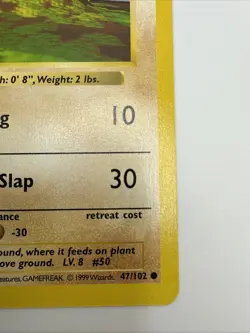 h: 0' 8", Weight: 2 lbs.
g 10
Slap 30
ance retreat cost
-30
ound, where it feeds on plant
ove ground. LV. 8 #50
eatures, GAMEFREAK. © 1999 Wizards. 47/102 ●